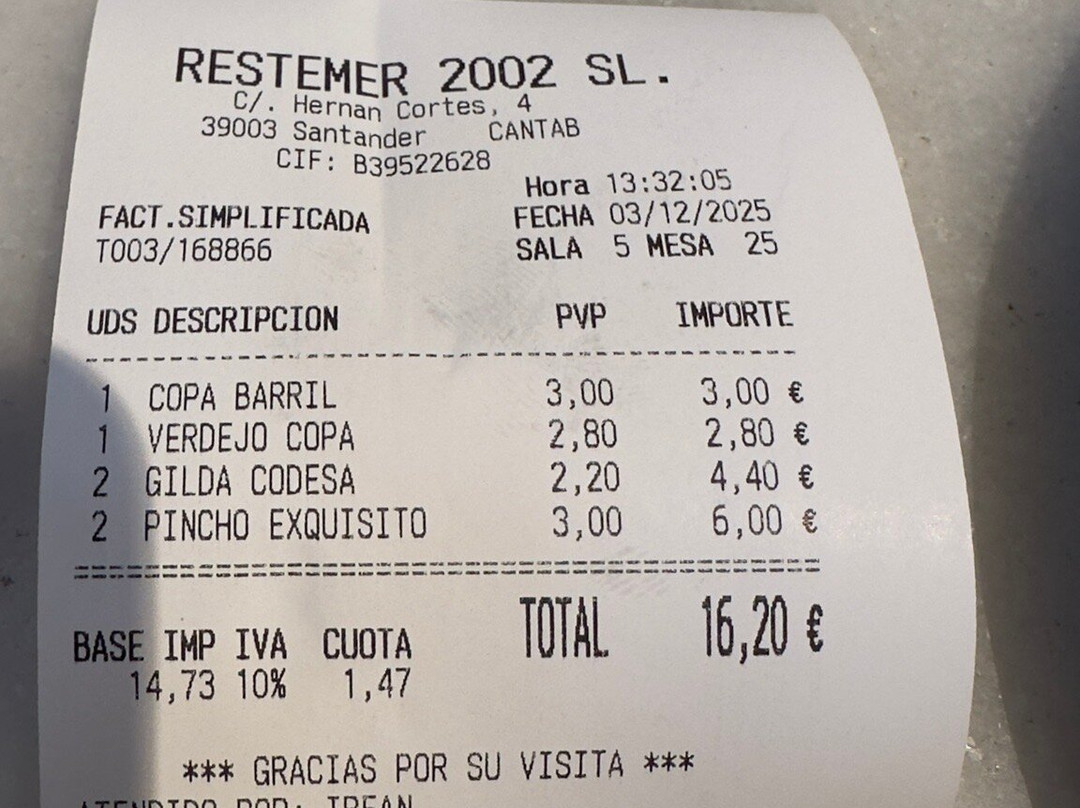 RESTEMER 2002 SL.
C/. Hernan Cortes, 4
39003 Santander CANTAB
CIF: B39522628
Hora 13:32:05
FACT.SIMPLIFICADA FECHA 03/12/2025
T003/168866 SALA 5 MESA 25
UDS DESCRIPCION PVP IMPORTE
1 COPA BARRIL 3,00 3,00 €
1 VERDEJO COPA 2,80 2,80 €
2 GILDA CODESA 2,20 4,40 €
2 PINCHO EXQUISITO 3,00 6,00 €
TOTAL 16,20 €
BASE IMP IVA CUOTA
14,73 10% 1,47
*** GRACIAS POR SU VISITA ***
ATENDIDO POR: